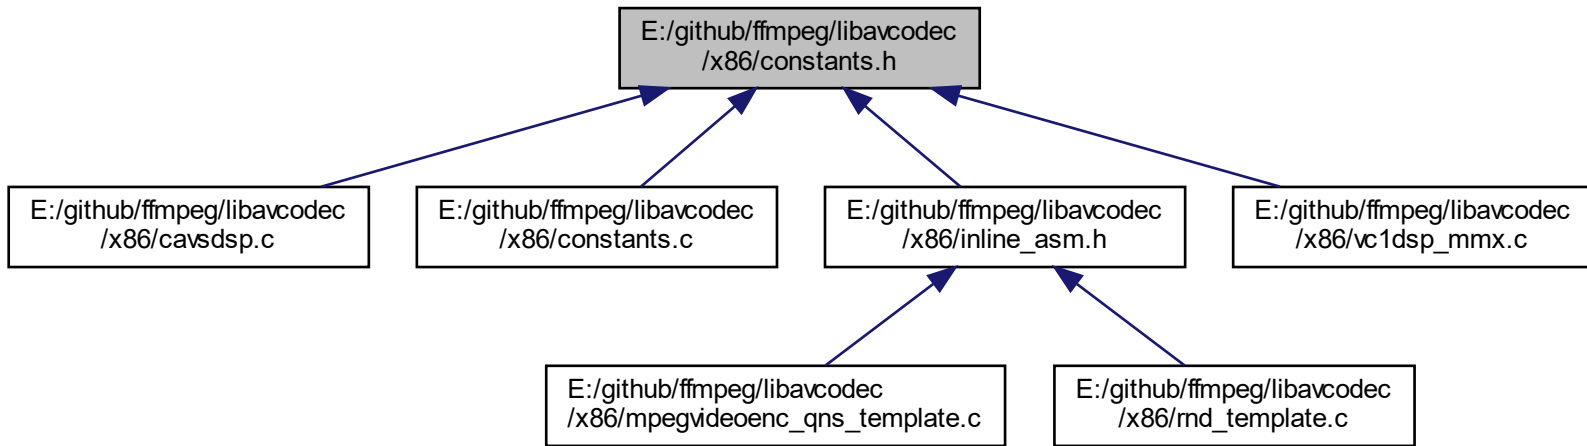 E:/github/ffmpeg/libavcodec
/x86/constants.h
E:/github/ffmpeg/libavcodec
/x86/cavsdsp.c
E:/github/ffmpeg/libavcodec
/x86/constants.c
E:/github/ffmpeg/libavcodec
/x86/inline_asm.h
E:/github/ffmpeg/libavcodec
/x86/vc1dsp_mmx.c
E:/github/ffmpeg/libavcodec
/x86/mpegvideoenc_qns_template.c
E:/github/ffmpeg/libavcodec
/x86/rnd_template.c